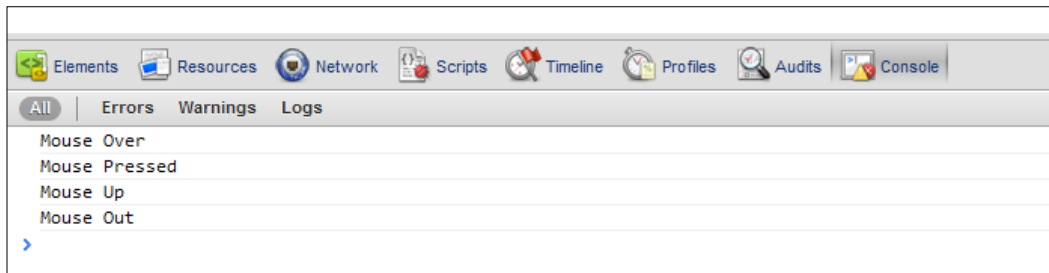 Elements Resources Network Scripts Timeline Profiles Audits Console
All Errors Warnings Logs
Mouse Over
Mouse Pressed
Mouse Up
Mouse Out